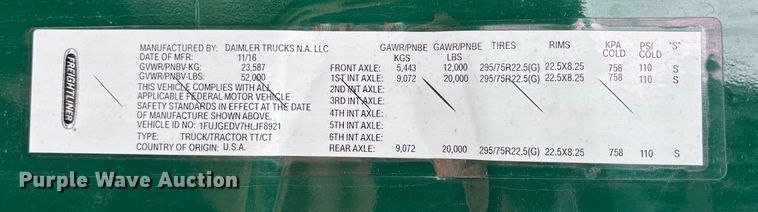 FREIGHTLINER
MANUFACTURED BY: DAIMLER TRUCKS N.A. LLC
DATE OF MFR: 11/16
GVWR/PNBV-KG: 23,587
GVWR/PNBV-LBS: 52,000
THIS VEHICLE COMPLIES WITH ALL
APPLICABLE FEDERAL MOTOR VEHICLE
SAFETY STANDARDS IN EFFECT AT THE DATE
OF MANUFACTURE SHOWN ABOVE.
VEHICLE ID NO. 1FUJGEDV7HLJF8921
TYPE: TRUCK/TRACTOR TT/CT
COUNTRY OF ORIGIN: U.S.A.
GAWR/PNBE KGS GAWR/PNBE LBS TIRES RIMS KPA COLD PSI COLD "S"
FRONT AXLE: 5,443 12,000 295/75R22.5(G) 22.5X8.25 758 110 S
1ST INT AXLE: 9,072 20,000 295/75R22.5(G) 22.5X8.25 758 110 S
2ND INT AXLE:
3RD INT AXLE:
4TH INT AXLE:
5TH INT AXLE:
6TH INT AXLE:
REAR AXLE: 9,072 20,000 295/75R22.5(G) 22.5X8.25 758 110 S
Purple Wave Auction